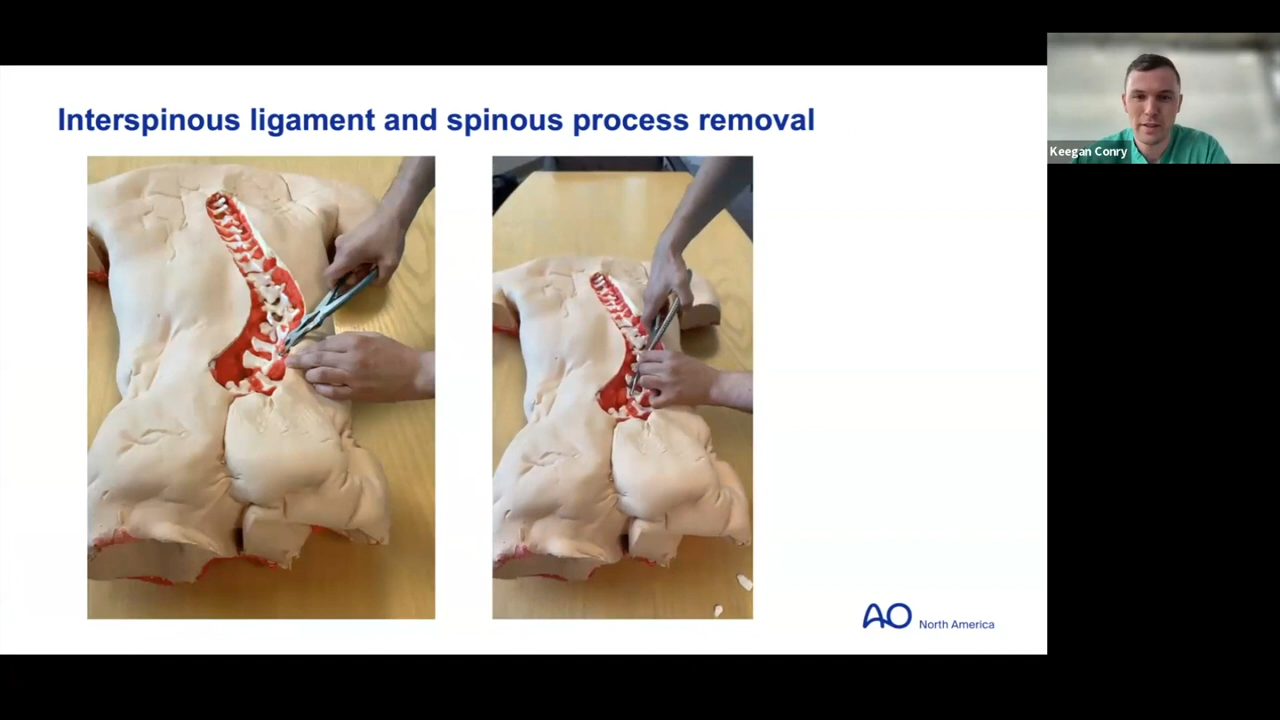 Interspinous ligament and spinous process removal
Keegan Conry
AO North America